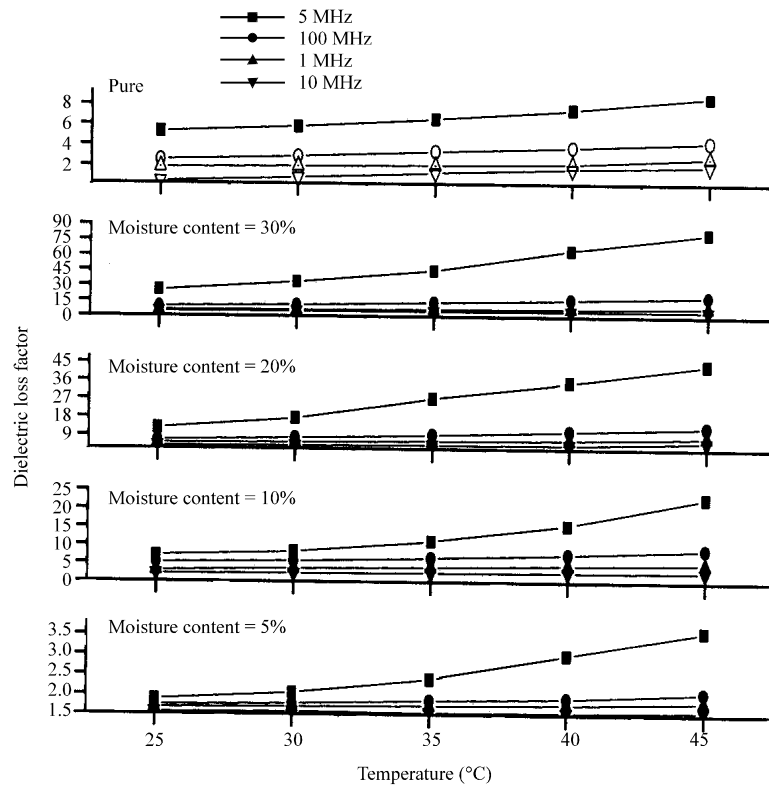 5 MHz
100 MHz
1 MHz
10 MHz
Pure
8
6
4
2
Moisture content = 30%
90
75
60
45
30
15
0
Moisture content = 20%
45
36
27
18
9
Moisture content = 10%
25
20
15
10
5
0
Moisture content = 5%
3.5
3.0
2.5
2.0
1.5
Dielectric loss factor
25 30 35 40 45
Temperature (°C)